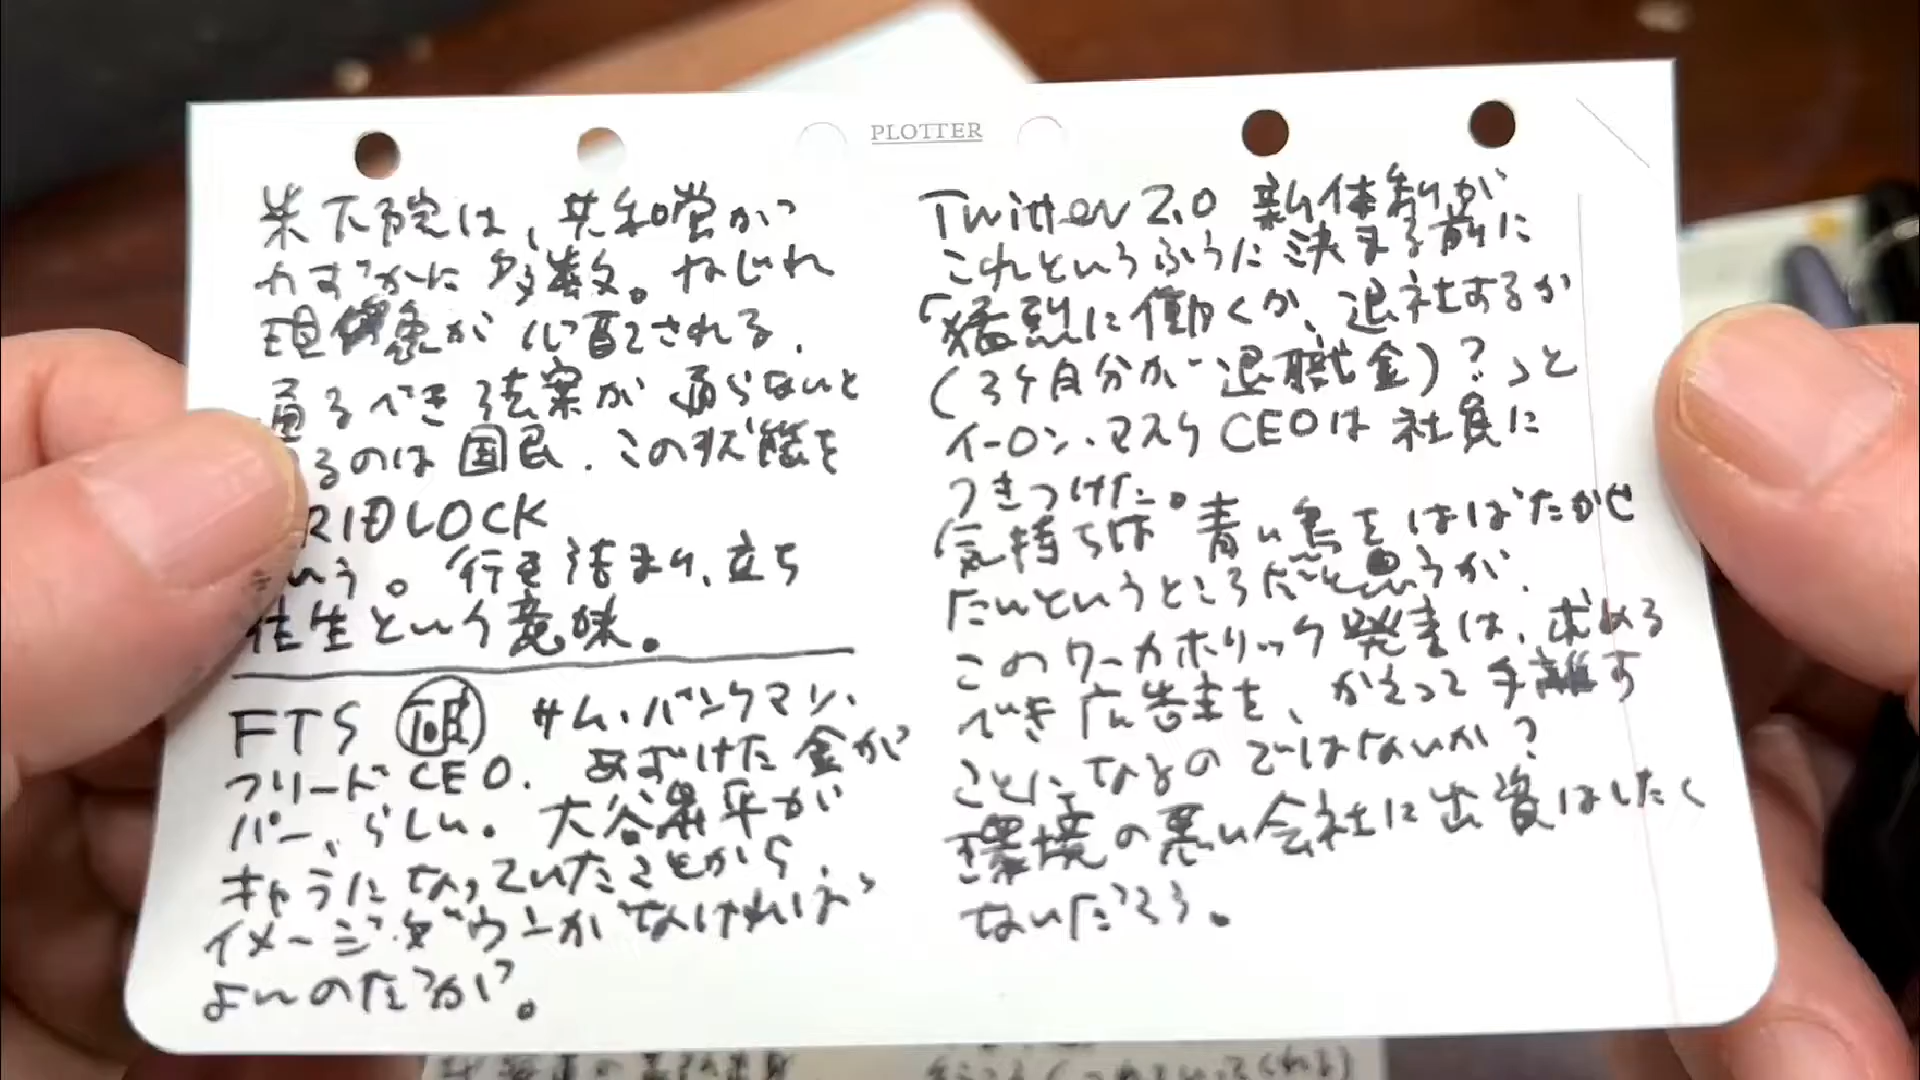 PLOTTER
米下院は、共和党が
わずかに多数。ねじれ
現象が心配される.
通るべき法案が通らないと
るのは国民.この状態を
RIDLOCK
いう。行き詰まり、立ち
往生という意味。
FTS 破 サム・バンクマン・
フリードCEO. あずけた金が
パー、らしい。大谷翔平が
キャラになっていたことから
イメージダウンがなければ
よいのだが。
Twitter 2.0 新体制が
これというふうに決まる前に
「猛烈に働くか、退社するか
(3ヶ月分が退職金)?」と
イーロン・マスクCEOは社員に
つきつけた。
気持ちは青い鳥をはばたかせ
たいというところだと思うが、
このワーカホリック発言は、求める
べき広告主を、かえって手離す
ことになるのではないか?
環境の悪い会社に出資はしたく
ないだろう。